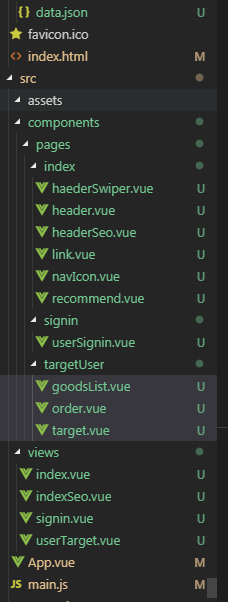 data.json U
favicon.ico
index.html M
src
assets
components
pages
index
haederSwiper.vue U
header.vue U
headerSeo.vue U
link.vue U
navIcon.vue U
recommend.vue U
signin
userSignin.vue U
targetUser
goodsList.vue U
order.vue U
target.vue U
views
index.vue U
indexSeo.vue U
signin.vue U
userTarget.vue U
App.vue M
JS main.js M